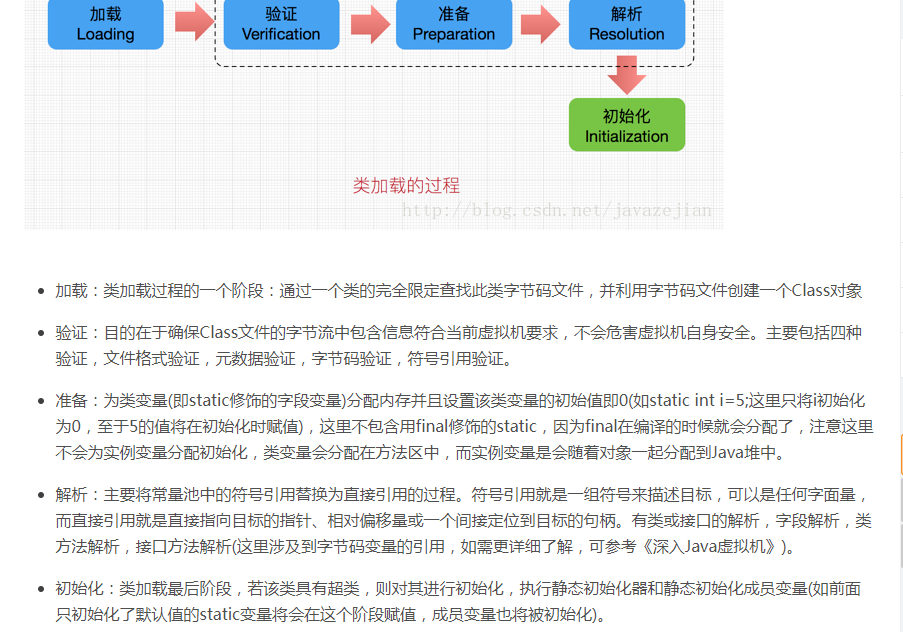 加载
Loading
验证
Verification
准备
Preparation
解析
Resolution
初始化
Initialization
类加载的过程
http://blog.csdn.net/javazejian
加载：类加载过程的一个阶段：通过一个类的完全限定查找此类字节码文件，并利用字节码文件创建一个Class对象
验证：目的在于确保Class文件的字节流中包含信息符合当前虚拟机要求，不会危害虚拟机自身安全。主要包括四种
验证，文件格式验证，元数据验证，字节码验证，符号引用验证。
准备：为类变量(即static修饰的字段变量)分配内存并且设置该类变量的初始值即0(如static int i=5;这里只将i初始化
为0，至于5的值将在初始化时赋值)，这里不包含用final修饰的static，因为final在编译的时候就会分配了，注意这里
不会为实例变量分配初始化，类变量会分配在方法区中，而实例变量是会随着对象一起分配到Java堆中。
解析：主要将常量池中的符号引用替换为直接引用的过程。符号引用就是一组符号来描述目标，可以是任何字面量，
而直接引用就是直接指向目标的指针、相对偏移量或一个间接定位到目标的句柄。有类或接口的解析，字段解析，类
方法解析，接口方法解析(这里涉及到字节码变量的引用，如需更详细了解，可参考《深入Java虚拟机》)。
初始化：类加载最后阶段，若该类具有超类，则对其进行初始化，执行静态初始化器和静态初始化成员变量(如前面
只初始化了默认值的static变量将会在这个阶段赋值，成员变量也将被初始化)。